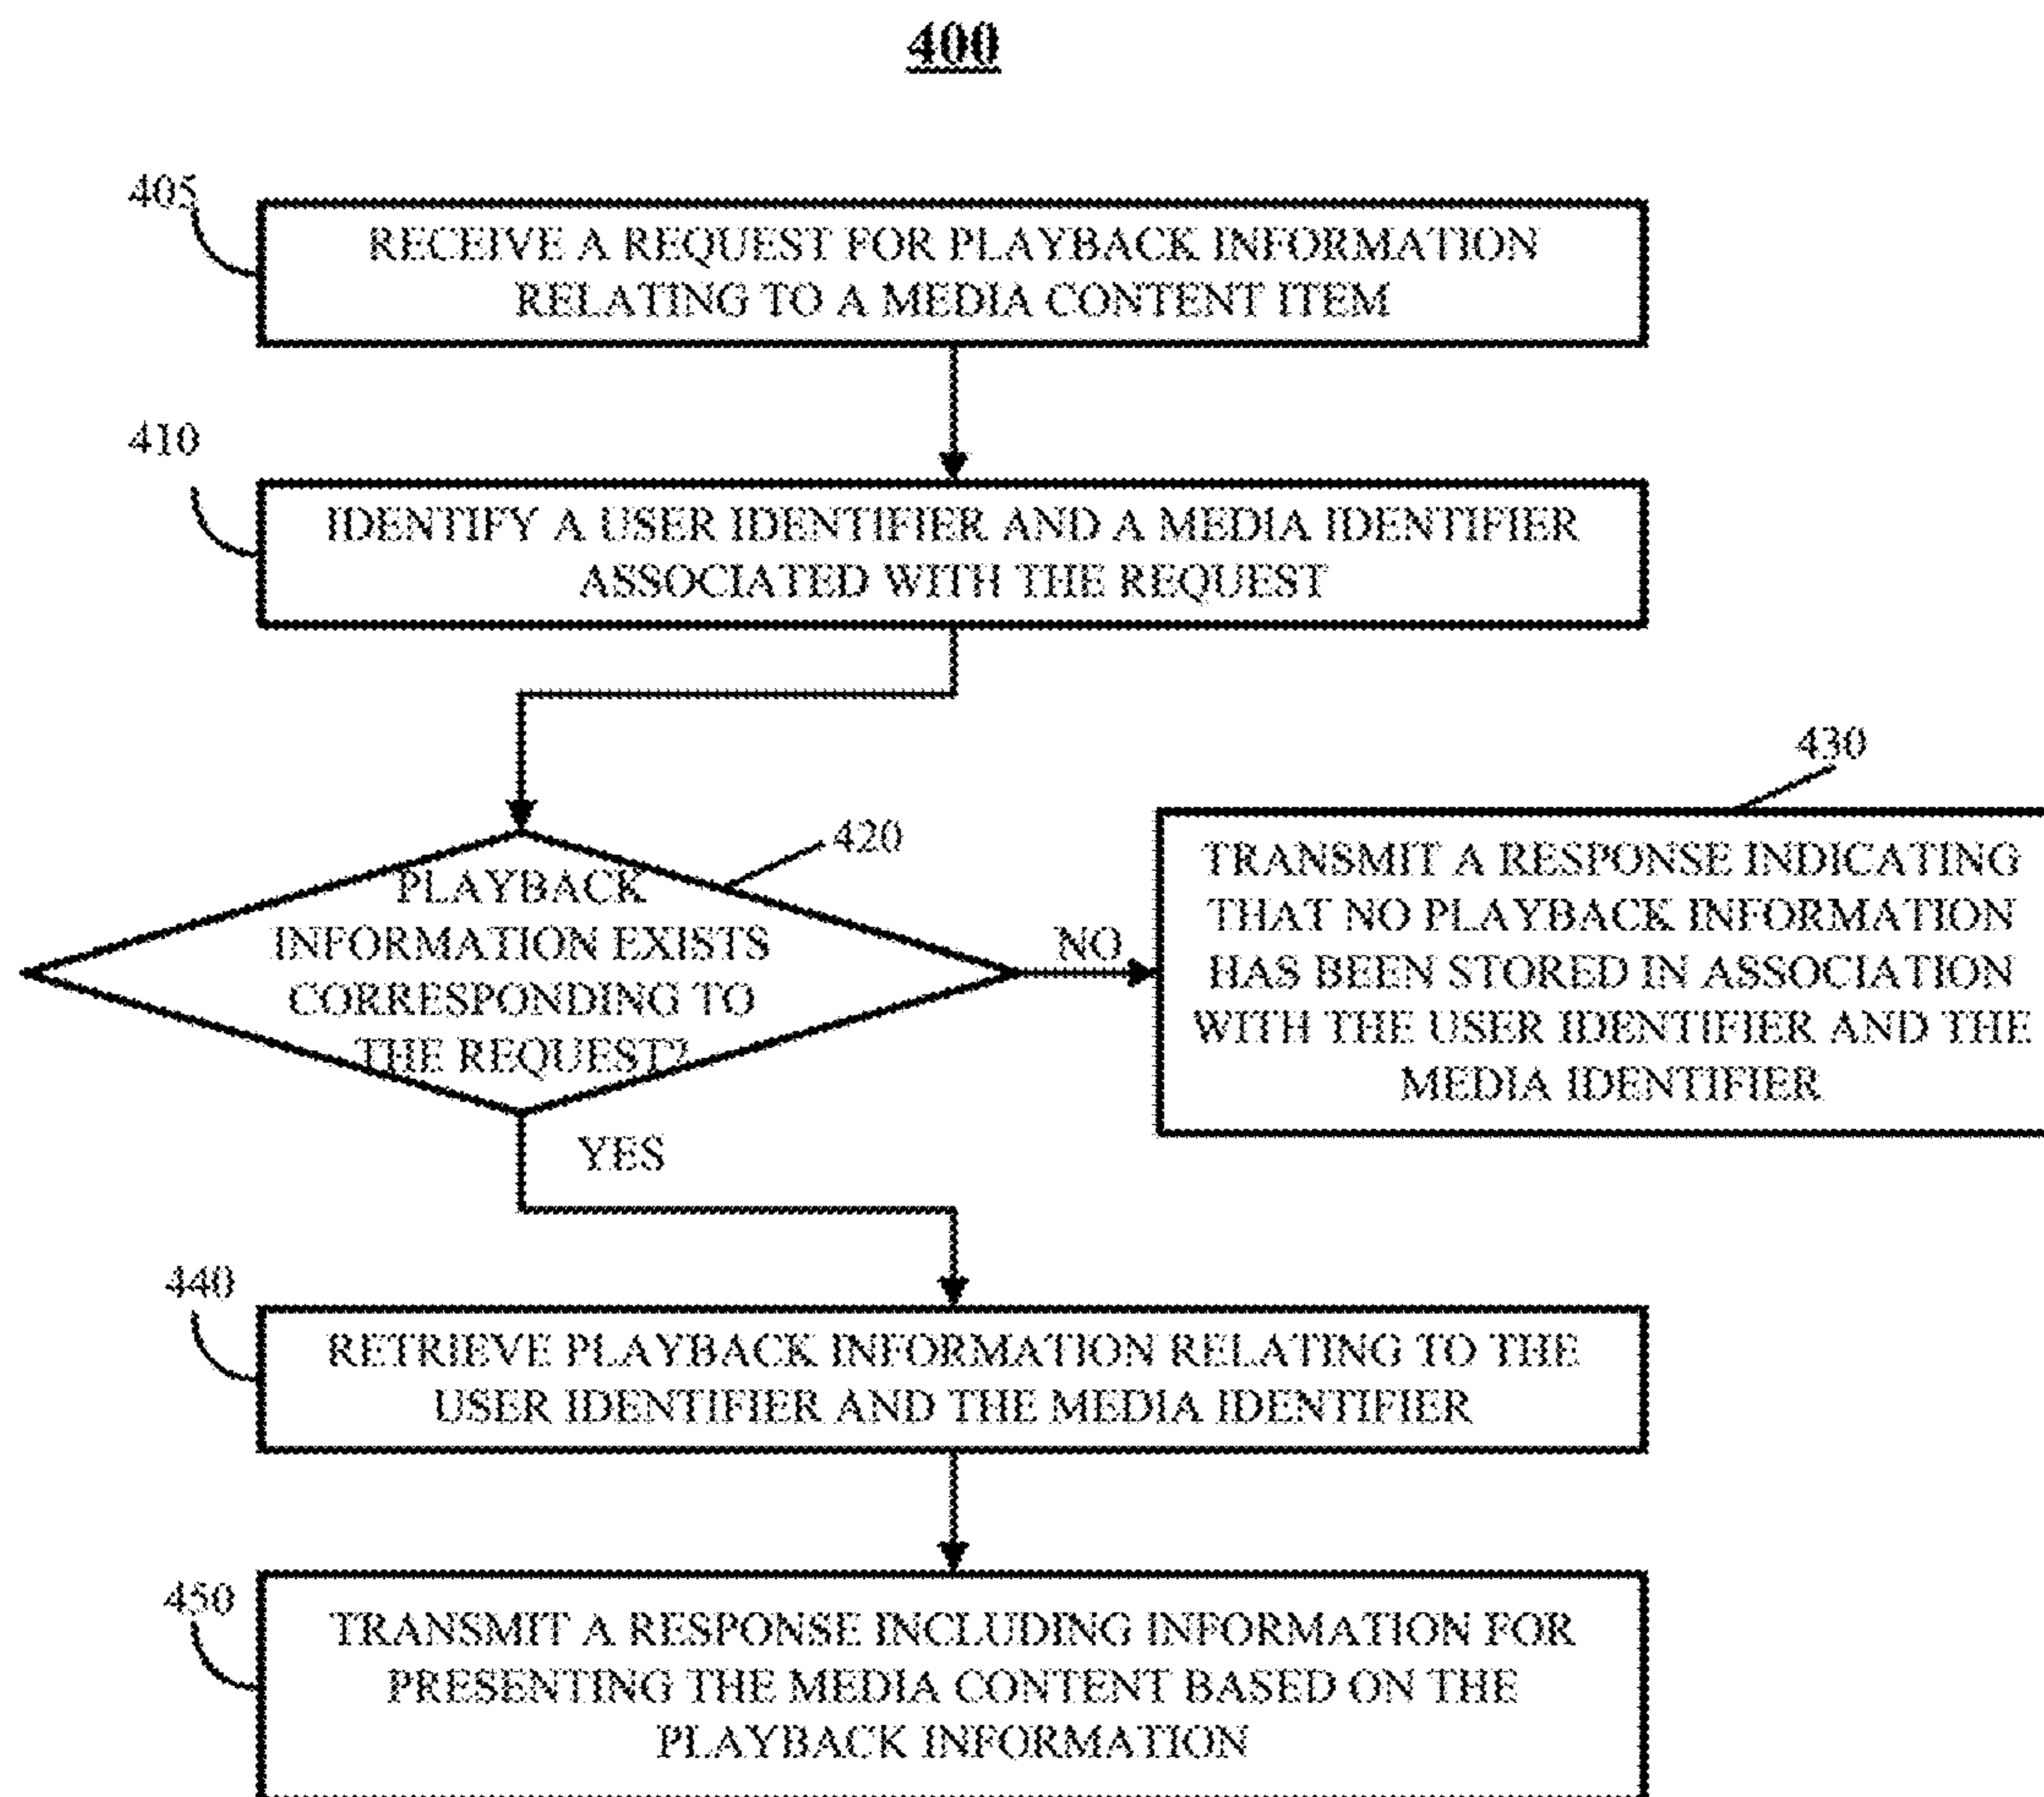 400
405
RECEIVE A REQUEST FOR PLAYBACK INFORMATION
RELATING TO A MEDIA CONTENT ITEM
410
IDENTIFY A USER IDENTIFIER AND A MEDIA IDENTIFIER
ASSOCIATED WITH THE REQUEST
420
PLAYBACK
INFORMATION EXISTS
CORRESPONDING TO
THE REQUEST?
NO
430
TRANSMIT A RESPONSE INDICATING
THAT NO PLAYBACK INFORMATION
HAS BEEN STORED IN ASSOCIATION
WITH THE USER IDENTIFIER AND THE
MEDIA IDENTIFIER
YES
440
RETRIEVE PLAYBACK INFORMATION RELATING TO THE
USER IDENTIFIER AND THE MEDIA IDENTIFIER
450
TRANSMIT A RESPONSE INCLUDING INFORMATION FOR
PRESENTING THE MEDIA CONTENT BASED ON THE
PLAYBACK INFORMATION